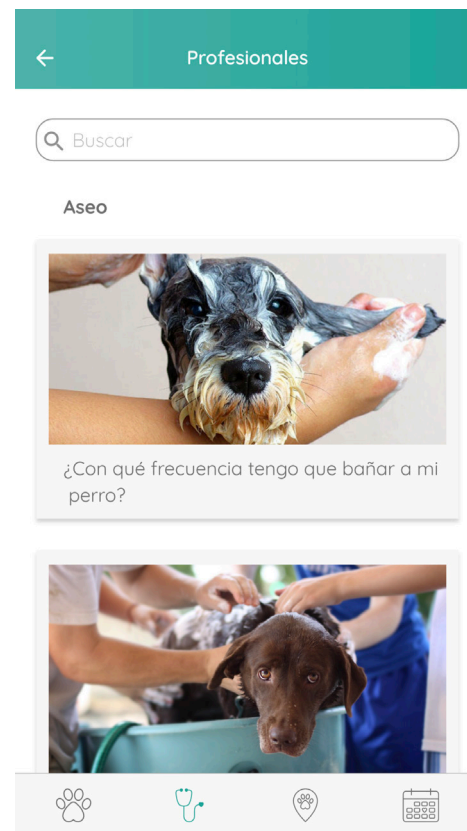 Profesionales
Buscar
Aseo
¿Con qué frecuencia tengo que bañar a mi
perro?